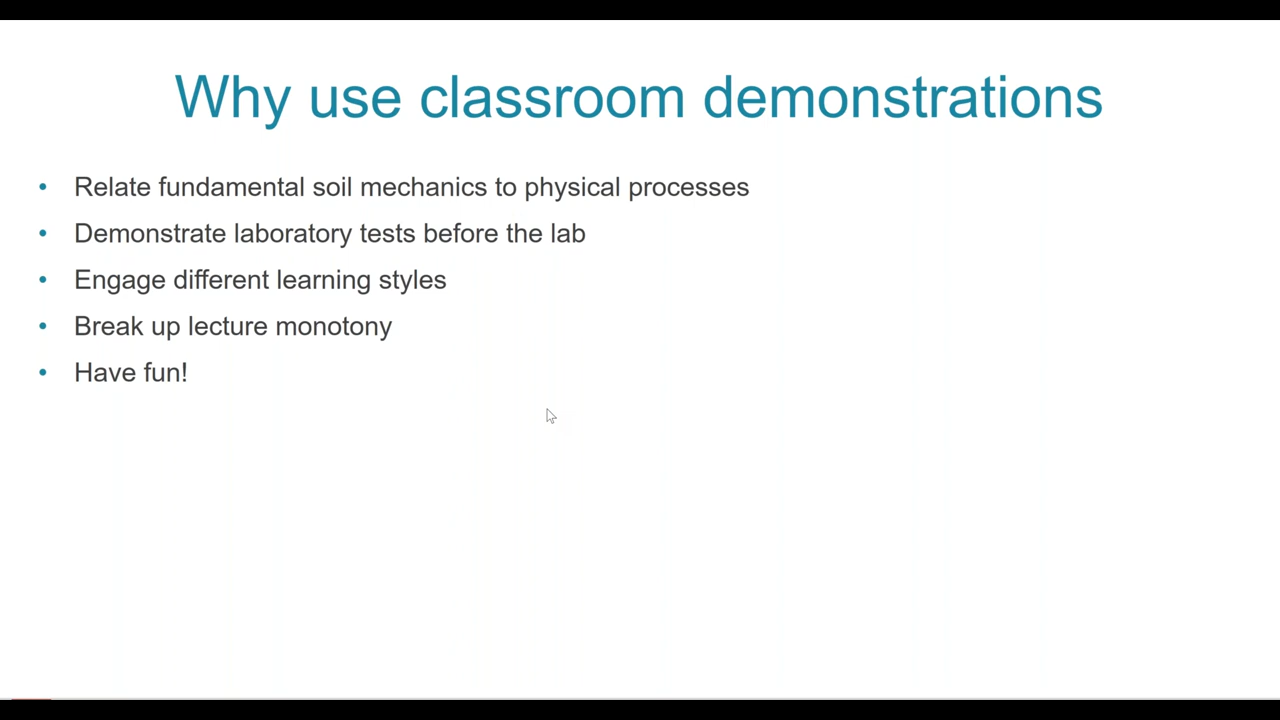 Why use classroom demonstrations
• Relate fundamental soil mechanics to physical processes
• Demonstrate laboratory tests before the lab
• Engage different learning styles
• Break up lecture monotony
• Have fun!